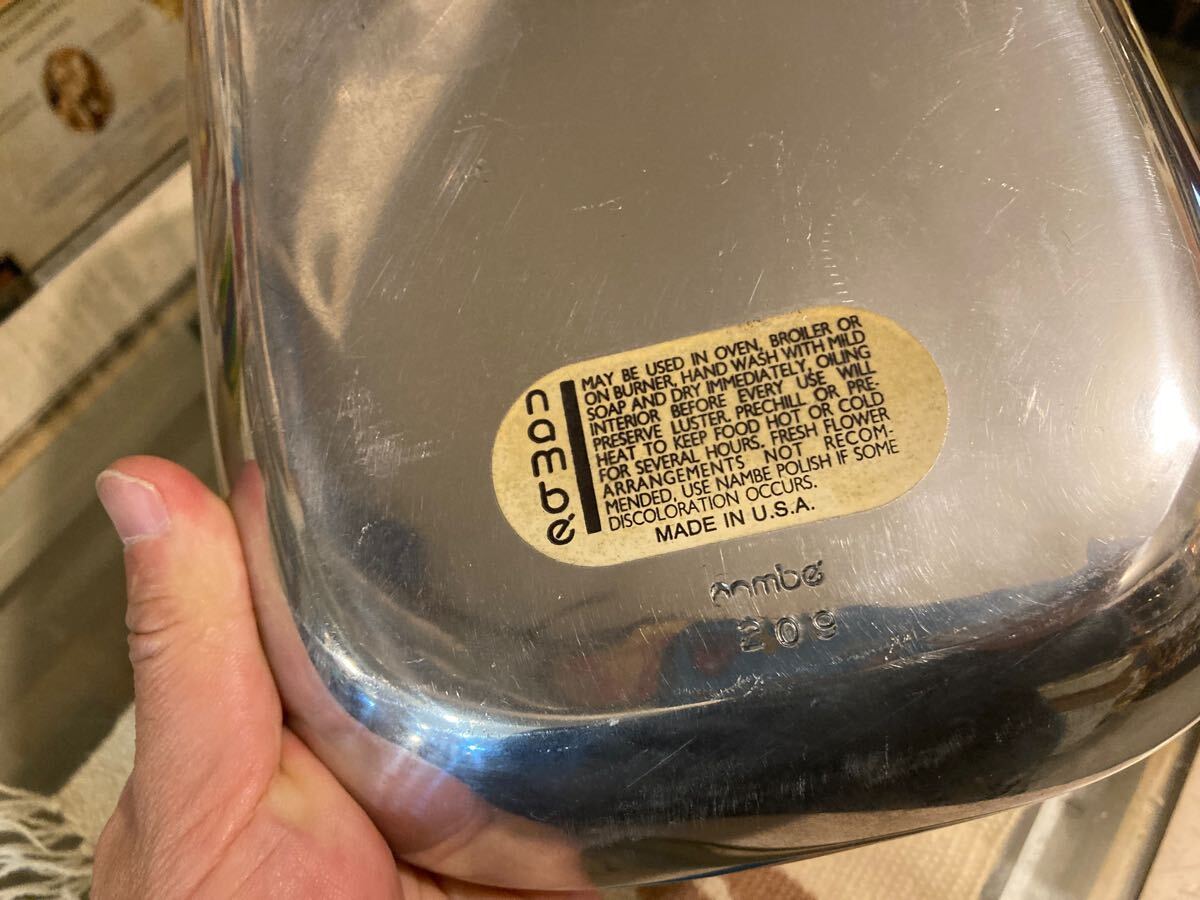 nambé
MAY BE USED IN OVEN, BROILER OR
ON BURNER, HAND WASH WITH MILD
SOAP AND DRY IMMEDIATELY, OILING
INTERIOR BEFORE EVERY USE WILL
PRESERVE LUSTER, PRECHILL OR PRE-
HEAT TO KEEP FOOD HOT OR COLD
FOR SEVERAL HOURS. FRESH FLOWER
ARRANGEMENTS NOT RECOM-
MENDED, USE NAMBE POLISH IF SOME
DISCOLORATION OCCURS.
MADE IN U.S.A.
nambé
209